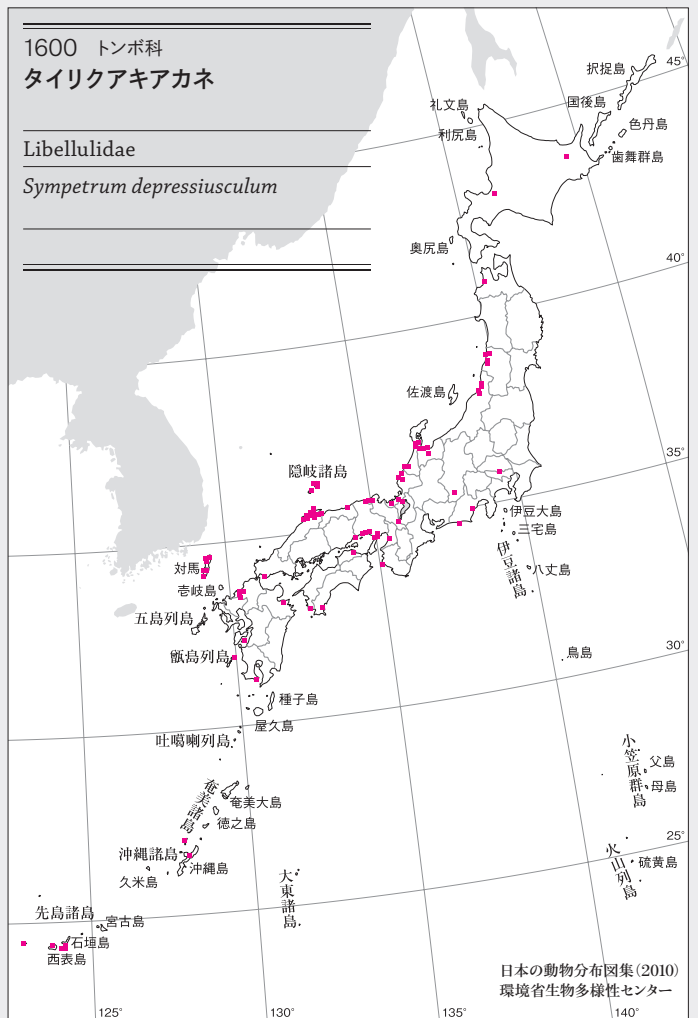 1600 トンボ科
タイリクアキアカネ
Libellulidae
Sympetrum depressiusculum
択捉島
45°
礼文島
国後島
利尻島
色丹島
歯舞群島
奥尻島
40°
佐渡島
35°
隠岐諸島
伊豆大島
三宅島
伊豆諸島
八丈島
対馬
壱岐島
五島列島
甑島列島
鳥島
30°
種子島
屋久島
吐噶喇列島
小笠原群島
父島
母島
奄美諸島
奄美大島
徳之島
25°
沖縄諸島
沖縄島
久米島
火山列島
硫黄島
大東諸島
先島諸島
宮古島
石垣島
西表島
日本の動物分布図集(2010)
環境省生物多様性センター
125°
130°
135°
140°